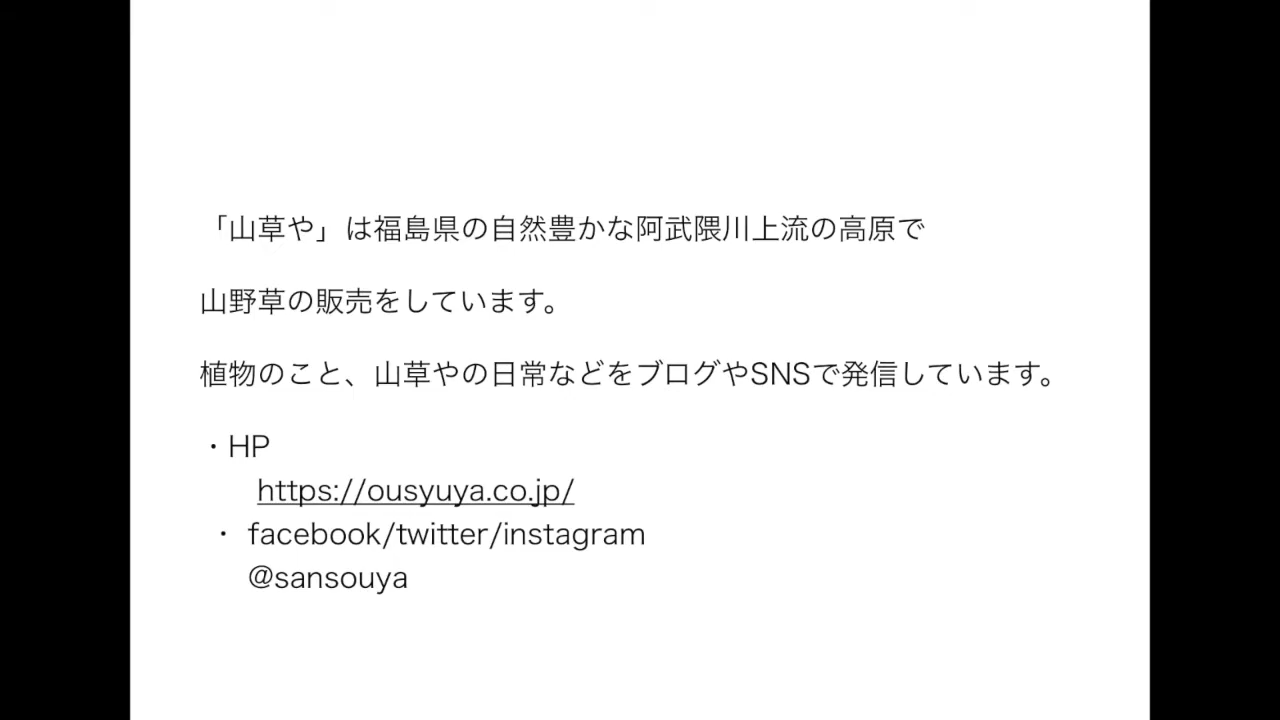 「山草や」は福島県の自然豊かな阿武隈川上流の高原で
山野草の販売をしています。
植物のこと、山草やの日常などをブログやSNSで発信しています。
・HP
https://ousyuya.co.jp/
・ facebook/twitter/instagram
@sansouya